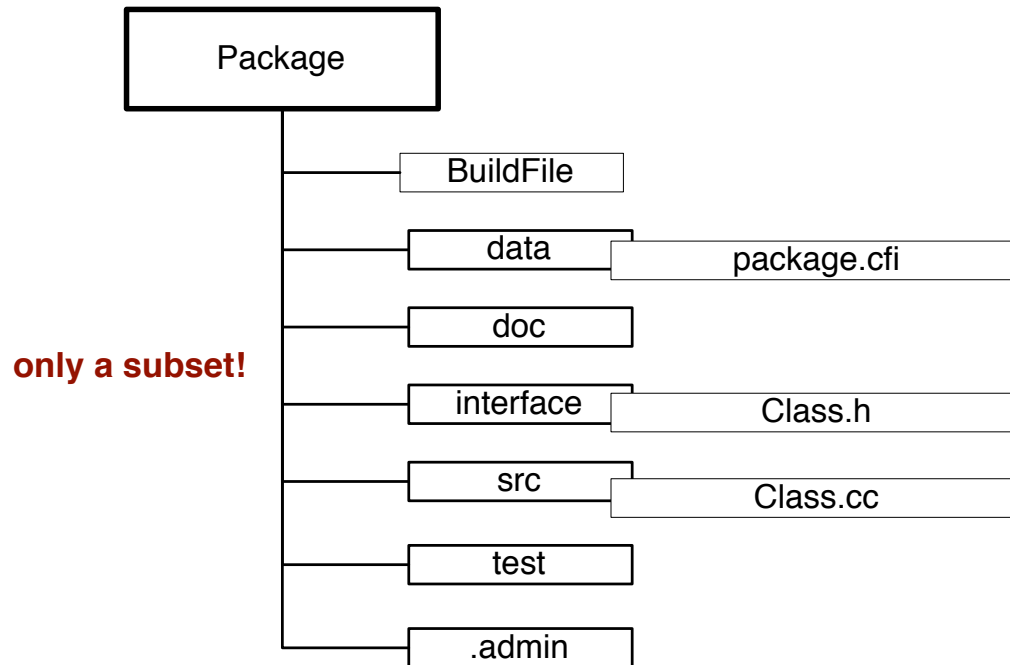 Package
BuildFile
data
package.cfi
doc
only a subset!
interface
Class.h
src
Class.cc
test
.admin